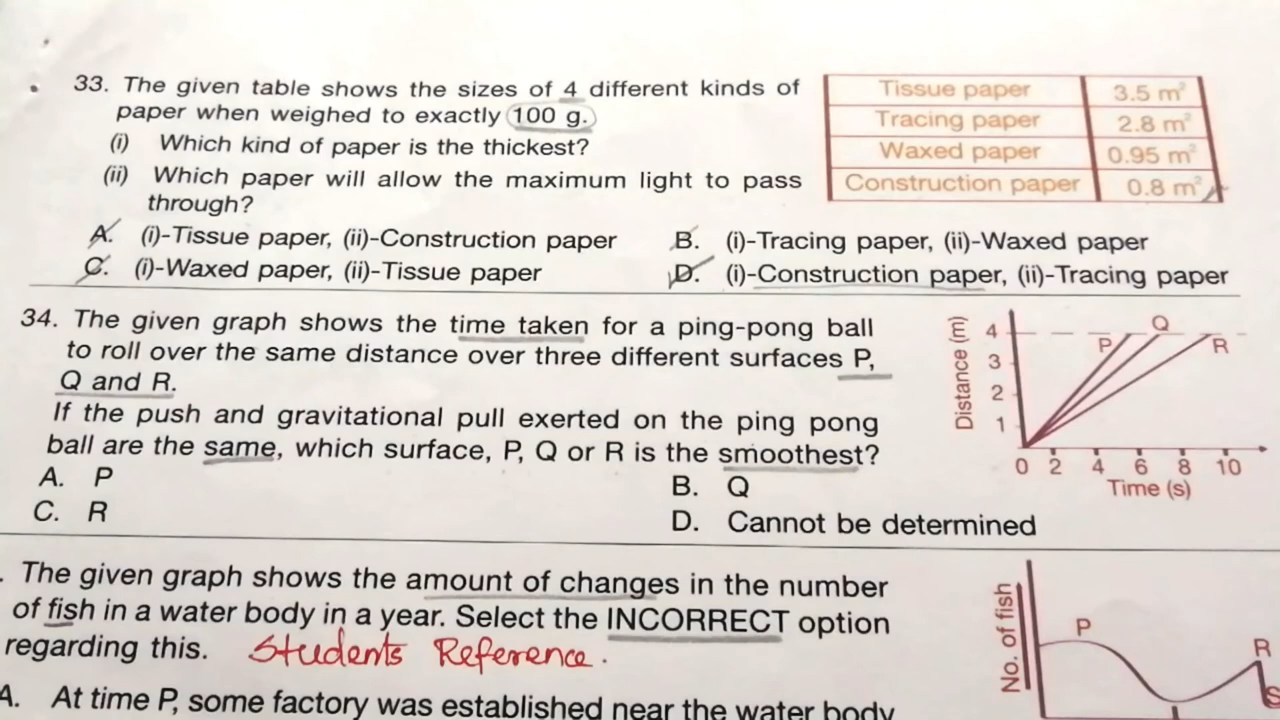 33. The given table shows the sizes of 4 different kinds of
paper when weighed to exactly 100 g.
(i) Which kind of paper is the thickest?
(ii) Which paper will allow the maximum light to pass
through?
Tissue paper 3.5 m²
Tracing paper 2.8 m²
Waxed paper 0.95 m²
Construction paper 0.8 m²
A. (i)-Tissue paper, (ii)-Construction paper B. (i)-Tracing paper, (ii)-Waxed paper
C. (i)-Waxed paper, (ii)-Tissue paper D. (i)-Construction paper, (ii)-Tracing paper
34. The given graph shows the time taken for a ping-pong ball
to roll over the same distance over three different surfaces P,
Q and R.
If the push and gravitational pull exerted on the ping pong
ball are the same, which surface, P, Q or R is the smoothest?
A. P B. Q
C. R D. Cannot be determined
Distance (m)
4
3
2
1
P Q R
0 2 4 6 8 10
Time (s)
. The given graph shows the amount of changes in the number
of fish in a water body in a year. Select the INCORRECT option
regarding this. Students Reference.
A. At time P, some factory was established near the water body
No. of fish
P
R
S